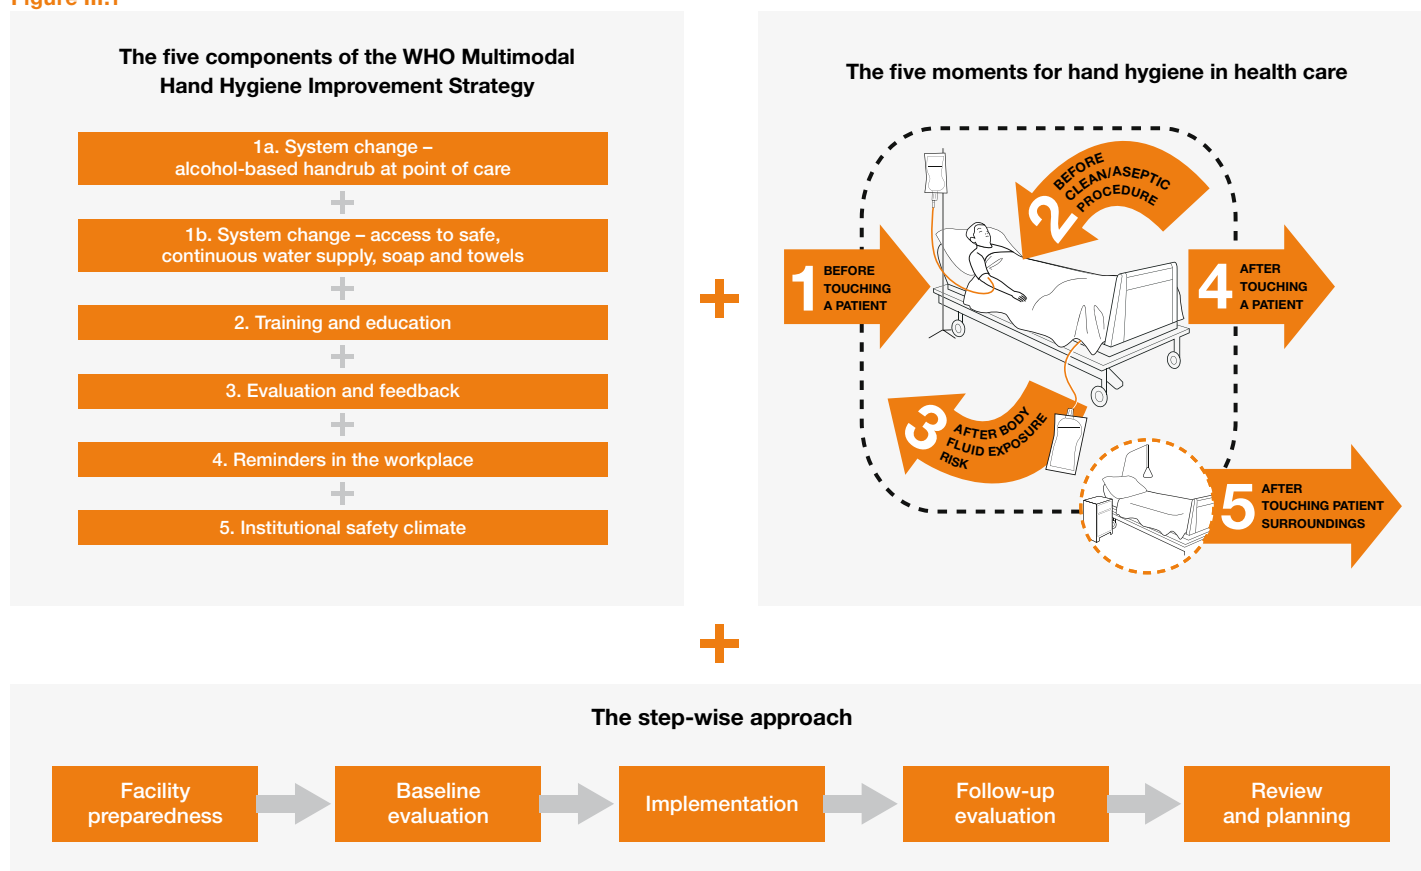 Figure III.1
The five components of the WHO Multimodal
Hand Hygiene Improvement Strategy
1a. System change –
alcohol-based handrub at point of care
+
1b. System change – access to safe,
continuous water supply, soap and towels
+
2. Training and education
+
3. Evaluation and feedback
+
4. Reminders in the workplace
+
5. Institutional safety climate
+
The five moments for hand hygiene in health care
1 BEFORE
TOUCHING
A PATIENT
2 BEFORE
CLEAN/ASEPTIC
PROCEDURE
3 AFTER BODY
FLUID EXPOSURE
RISK
4 AFTER
TOUCHING
A PATIENT
5 AFTER
TOUCHING PATIENT
SURROUNDINGS
+
The step-wise approach
Facility
preparedness
Baseline
evaluation
Implementation
Follow-up
evaluation
Review
and planning